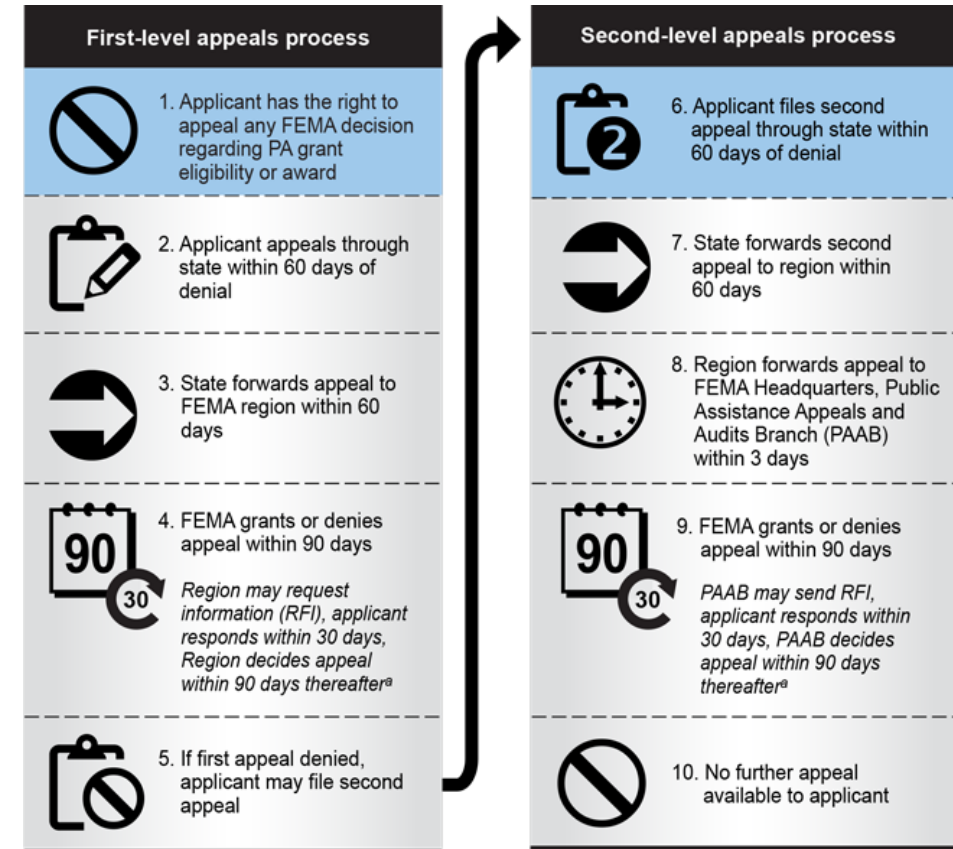 First-level appeals process
1. Applicant has the right to
appeal any FEMA decision
regarding PA grant
eligibility or award
2. Applicant appeals through
state within 60 days of
denial
3. State forwards appeal to
FEMA region within 60
days
90
30
4. FEMA grants or denies
appeal within 90 days
Region may request
information (RFI), applicant
responds within 30 days,
Region decides appeal
within 90 days thereafterᵃ
5. If first appeal denied,
applicant may file second
appeal
Second-level appeals process
2
6. Applicant files second
appeal through state within
60 days of denial
7. State forwards second
appeal to region within
60 days
8. Region forwards appeal to
FEMA Headquarters, Public
Assistance Appeals and
Audits Branch (PAAB)
within 3 days
90
30
9. FEMA grants or denies
appeal within 90 days
PAAB may send RFI,
applicant responds within
30 days, PAAB decides
appeal within 90 days
thereafterᵃ
10. No further appeal
available to applicant